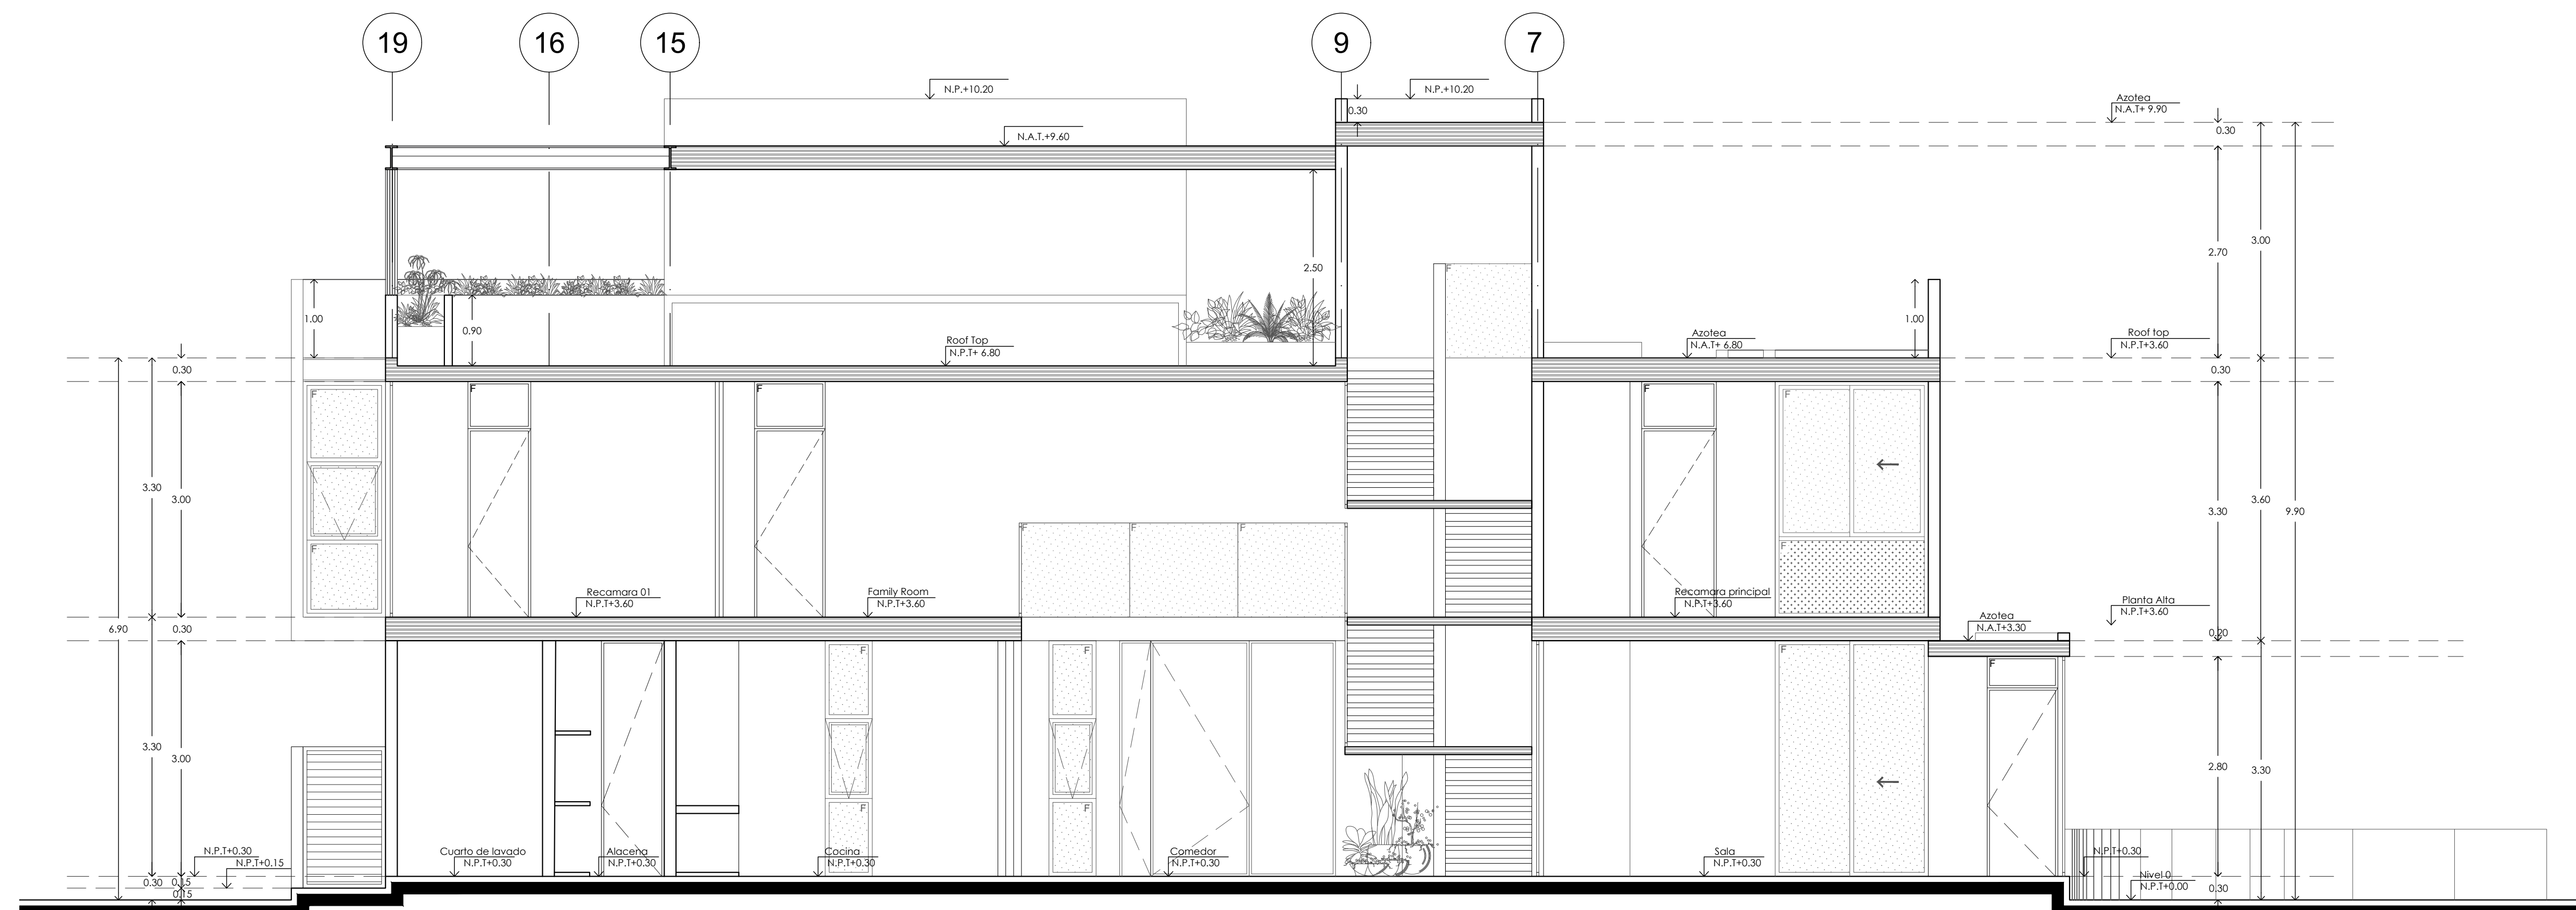 19
16
15
9
7
N.P.+10.20
N.P.+10.20
0.30
Azotea
N.A.T+ 9.90
0.30
N.A.T.+9.60
2.50
2.70
3.00
1.00
0.90
1.00
Roof Top
N.P.T+ 6.80
Azotea
N.A.T+ 6.80
Roof top
N.P.T+3.60
0.30
0.30
F
F
F
F
F
F
F
F
F
3.30
3.00
3.30
3.60
9.90
F
F
F
F
Recamara 01
N.P.T+3.60
Family Room
N.P.T+3.60
Recamara principal
N.P.T+3.60
Planta Alta
N.P.T+3.60
6.90
0.30
Azotea
N.A.T+3.30
0.20
F
F
F
F
3.30
3.00
2.80
3.30
F
F
Cuarto de lavado
N.P.T+0.30
Alacena
N.P.T+0.30
Cocina
N.P.T+0.30
Comedor
N.P.T+0.30
Sala
N.P.T+0.30
N.P.T+0.30
N.P.T+0.30
N.P.T+0.15
0.30
0.15
0.15
Nivel 0
N.P.T+0.00
0.30